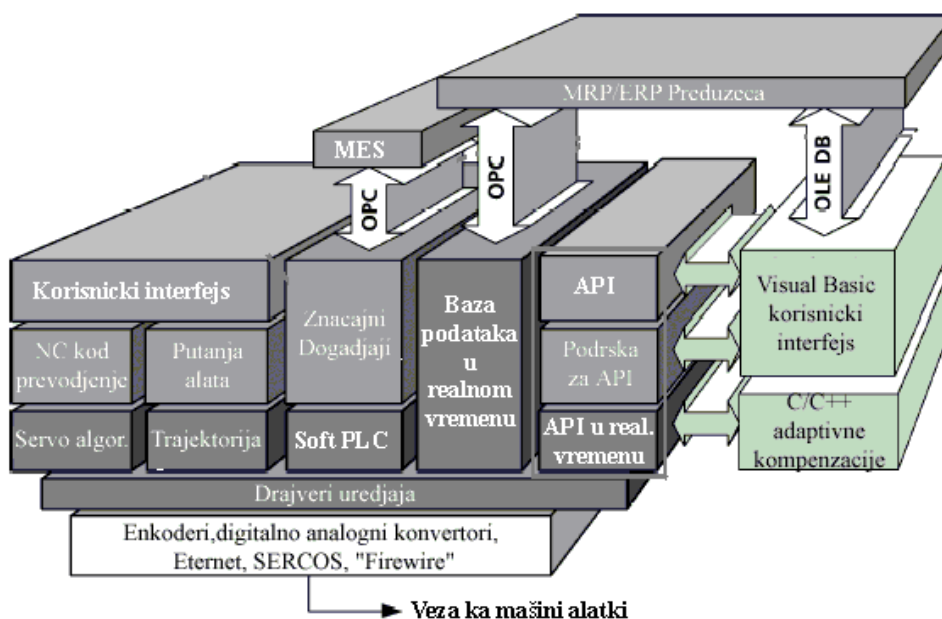 MRP/ERP Preduzeca
MES
OPC
OPC
OLE DB
Korisnicki interfejs
Znacajni
Dogadjaji
Baza
podataka
u
realnom
vremenu
API
Visual Basic
korisnicki
interfejs
NC kod
prevodjenje
Putanja
alata
Podrska
za API
Servo algor.
Trajektorija
Soft PLC
API u real.
vremenu
C/C++
adaptivne
kompenzacije
Drajveri uredjaja
Enkoderi,digitalno analogni konvertori,
Eternet, SERCOS, "Firewire"
Veza ka mašini alatki